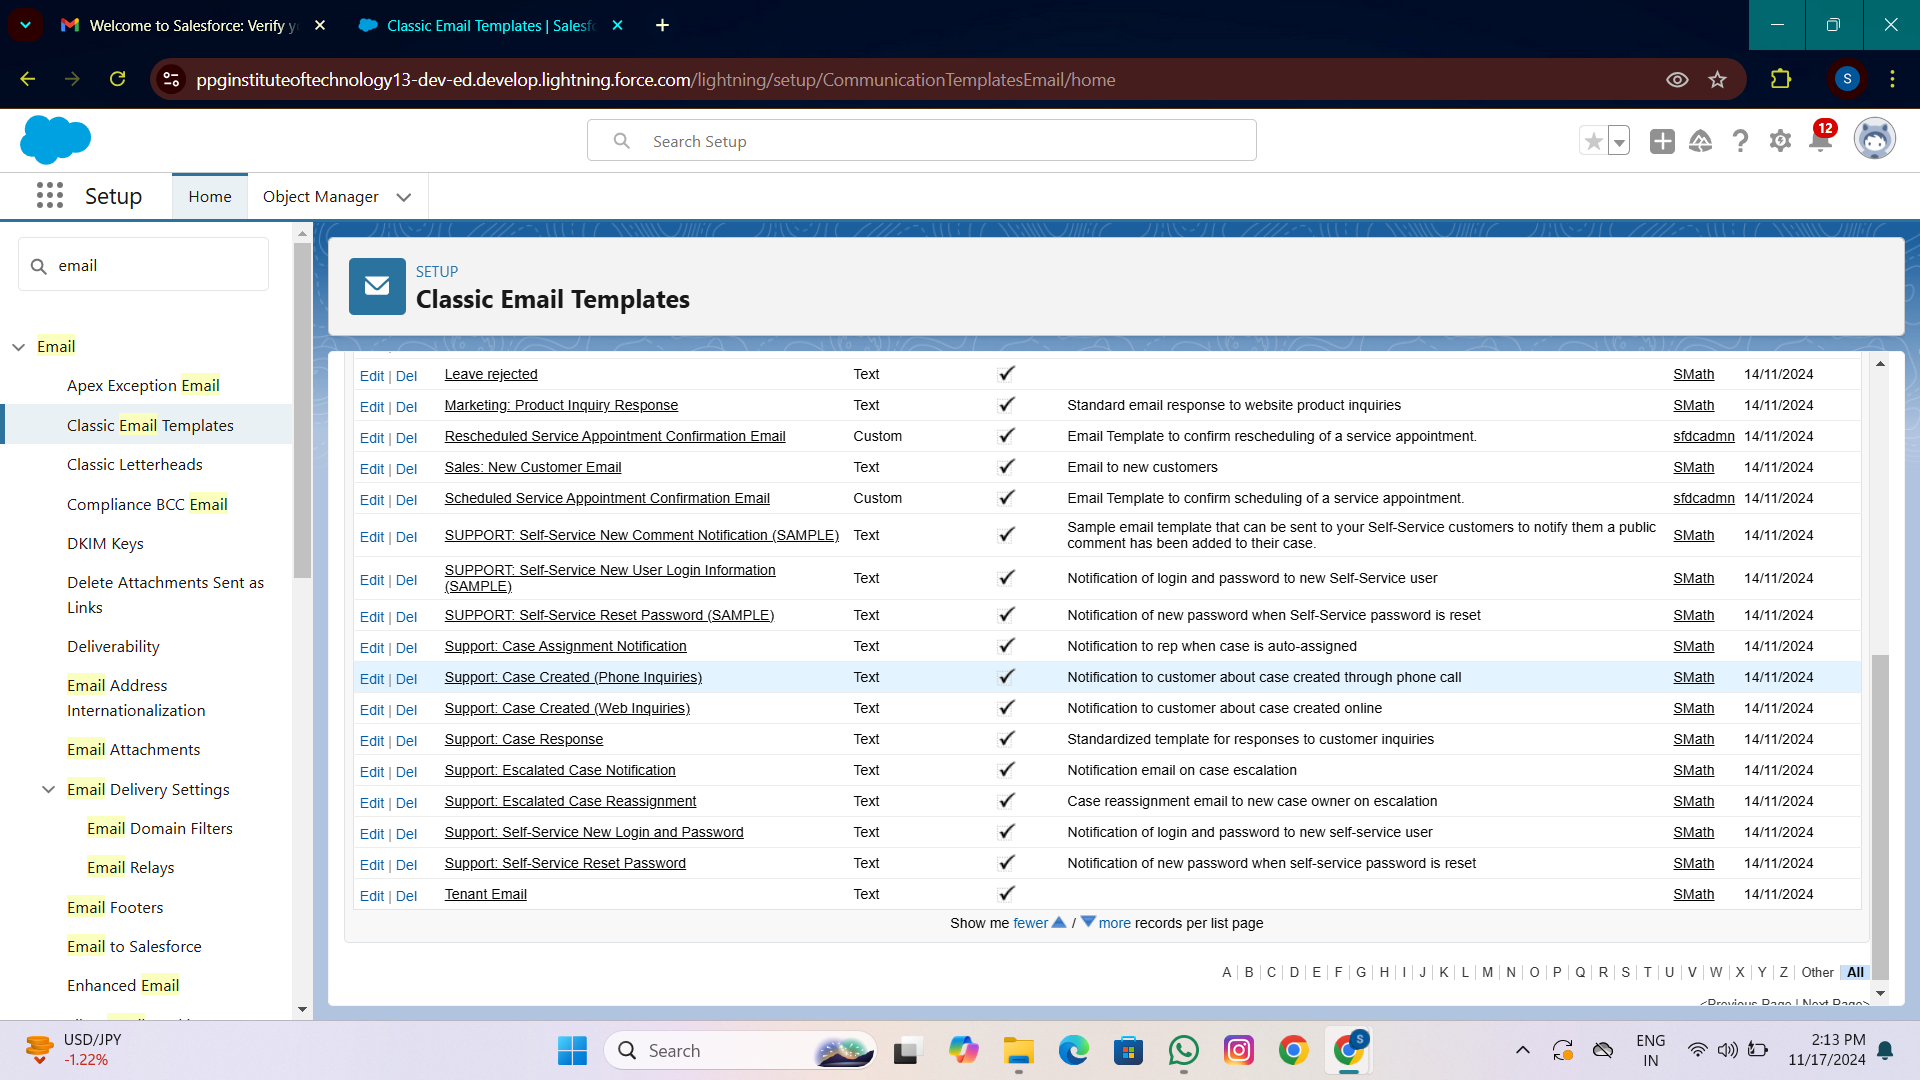 Welcome to Salesforce: Verify y
Classic Email Templates | Salesf
ppginstituteoftechnology13-dev-ed.develop.lightning.force.com/lightning/setup/CommunicationTemplatesEmail/home
S
Search Setup
12
Setup
Home
Object Manager
email
Email
Apex Exception Email
Classic Email Templates
Classic Letterheads
Compliance BCC Email
DKIM Keys
Delete Attachments Sent as
Links
Deliverability
Email Address
Internationalization
Email Attachments
Email Delivery Settings
Email Domain Filters
Email Relays
Email Footers
Email to Salesforce
Enhanced Email
SETUP
Classic Email Templates
Edit | Del Leave rejected Text SMath 14/11/2024
Edit | Del Marketing: Product Inquiry Response Text Standard email response to website product inquiries SMath 14/11/2024
Edit | Del Rescheduled Service Appointment Confirmation Email Custom Email Template to confirm rescheduling of a service appointment. sfdcadmn 14/11/2024
Edit | Del Sales: New Customer Email Text Email to new customers SMath 14/11/2024
Edit | Del Scheduled Service Appointment Confirmation Email Custom Email Template to confirm scheduling of a service appointment. sfdcadmn 14/11/2024
Edit | Del SUPPORT: Self-Service New Comment Notification (SAMPLE) Text Sample email template that can be sent to your Self-Service customers to notify them a public
comment has been added to their case. SMath 14/11/2024
Edit | Del SUPPORT: Self-Service New User Login Information
(SAMPLE) Text Notification of login and password to new Self-Service user SMath 14/11/2024
Edit | Del SUPPORT: Self-Service Reset Password (SAMPLE) Text Notification of new password when Self-Service password is reset SMath 14/11/2024
Edit | Del Support: Case Assignment Notification Text Notification to rep when case is auto-assigned SMath 14/11/2024
Edit | Del Support: Case Created (Phone Inquiries) Text Notification to customer about case created through phone call SMath 14/11/2024
Edit | Del Support: Case Created (Web Inquiries) Text Notification to customer about case created online SMath 14/11/2024
Edit | Del Support: Case Response Text Standardized template for responses to customer inquiries SMath 14/11/2024
Edit | Del Support: Escalated Case Notification Text Notification email on case escalation SMath 14/11/2024
Edit | Del Support: Escalated Case Reassignment Text Case reassignment email to new case owner on escalation SMath 14/11/2024
Edit | Del Support: Self-Service New Login and Password Text Notification of login and password to new self-service user SMath 14/11/2024
Edit | Del Support: Self-Service Reset Password Text Notification of new password when self-service password is reset SMath 14/11/2024
Edit | Del Tenant Email Text SMath 14/11/2024
Show me fewer / more records per list page
A | B | C | D | E | F | G | H | I | J | K | L | M | N | O | P | Q | R | S | T | U | V | W | X | Y | Z | Other | All
<Previous Page | Next Page>
USD/JPY
-1.22%
Search
S
ENG
IN
2:13 PM
11/17/2024